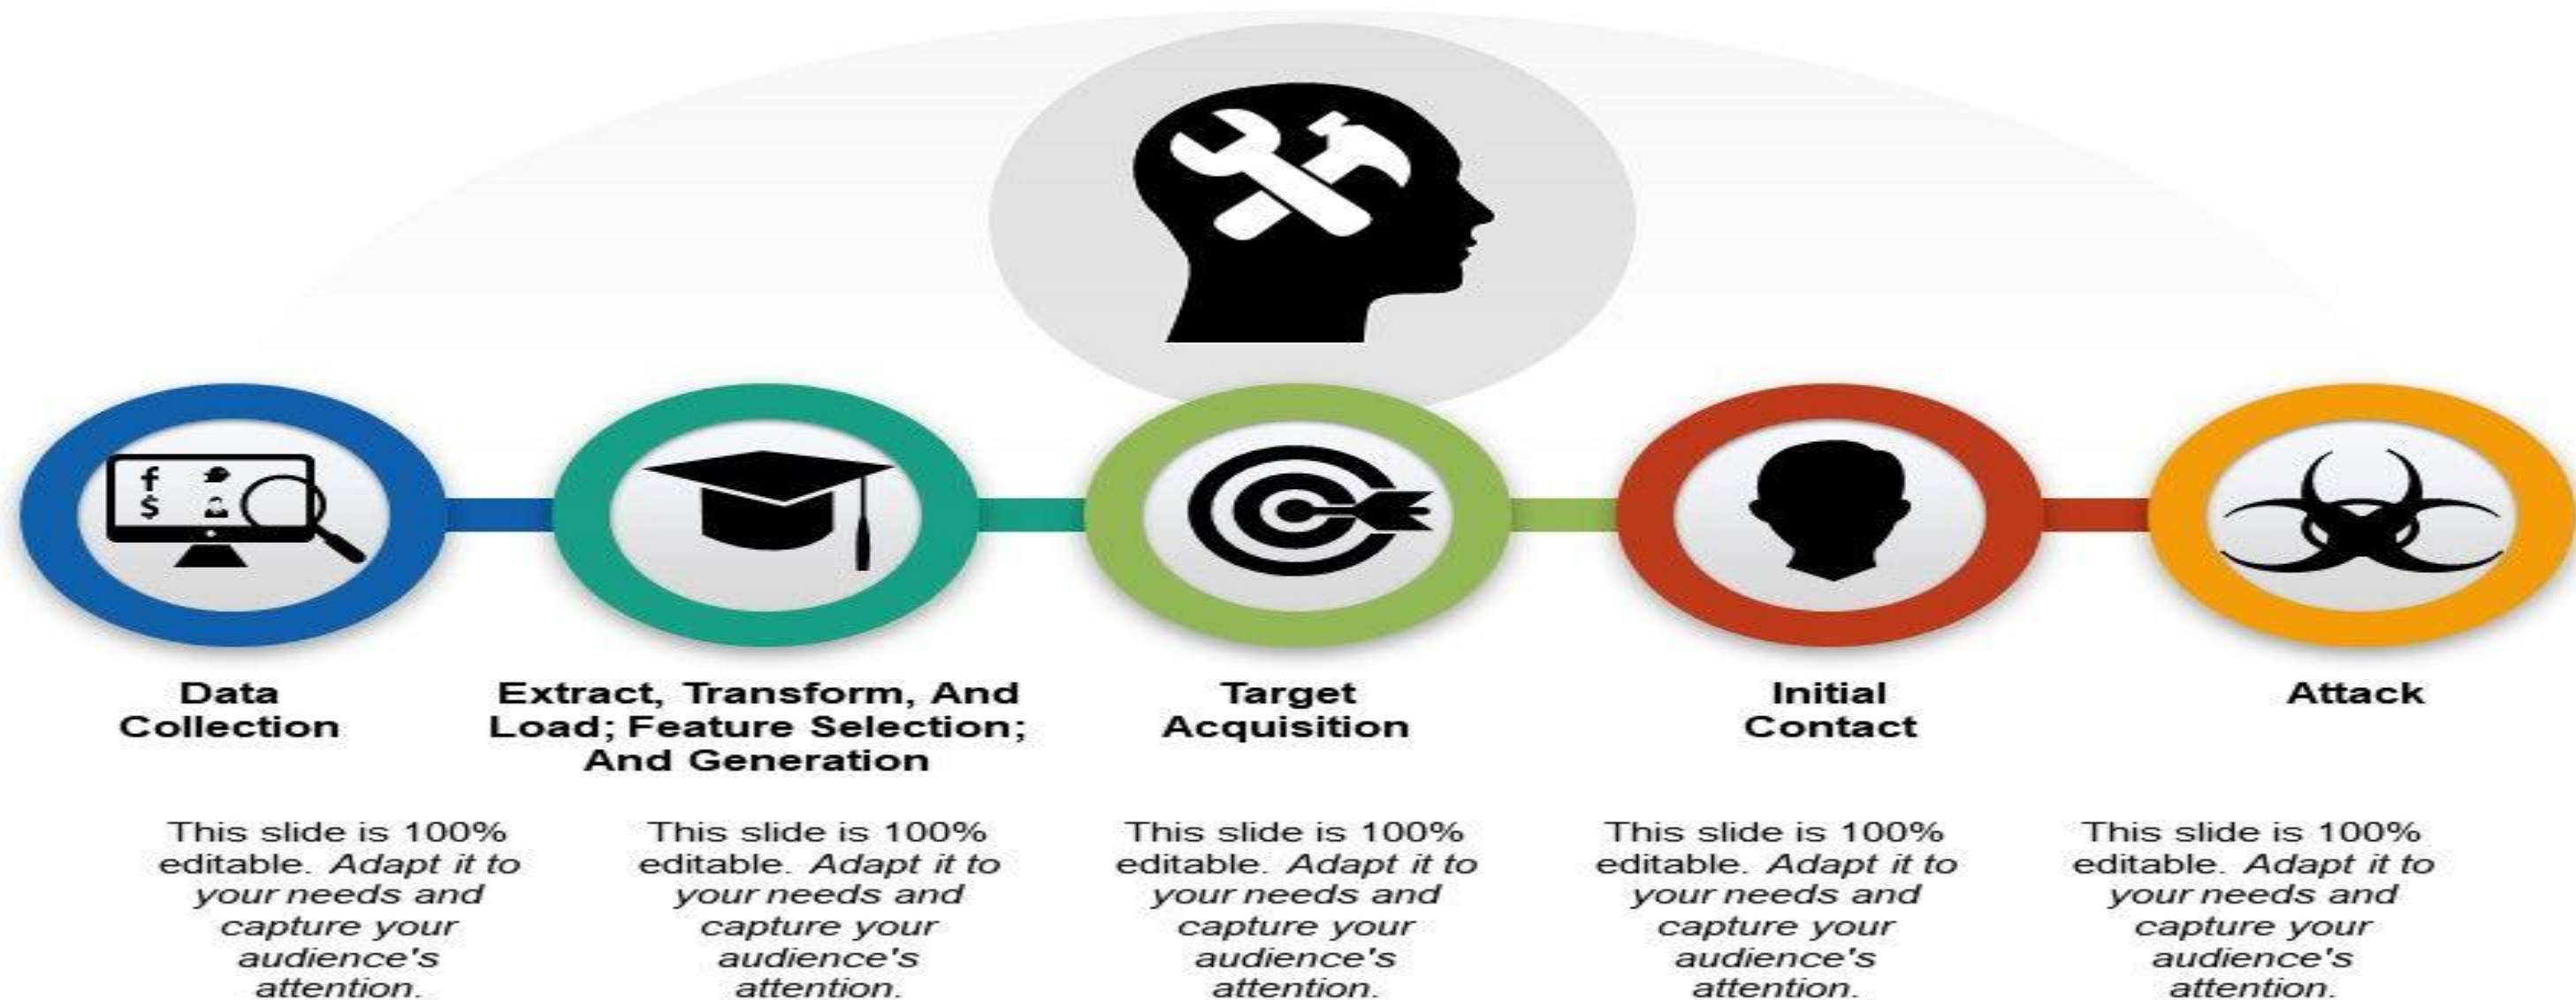 f
$
Data
Collection
Extract, Transform, And
Load; Feature Selection;
And Generation
Target
Acquisition
Initial
Contact
Attack
This slide is 100%
editable. Adapt it to
your needs and
capture your
audience's
attention.
This slide is 100%
editable. Adapt it to
your needs and
capture your
audience's
attention.
This slide is 100%
editable. Adapt it to
your needs and
capture your
audience's
attention.
This slide is 100%
editable. Adapt it to
your needs and
capture your
audience's
attention.
This slide is 100%
editable. Adapt it to
your needs and
capture your
audience's
attention.